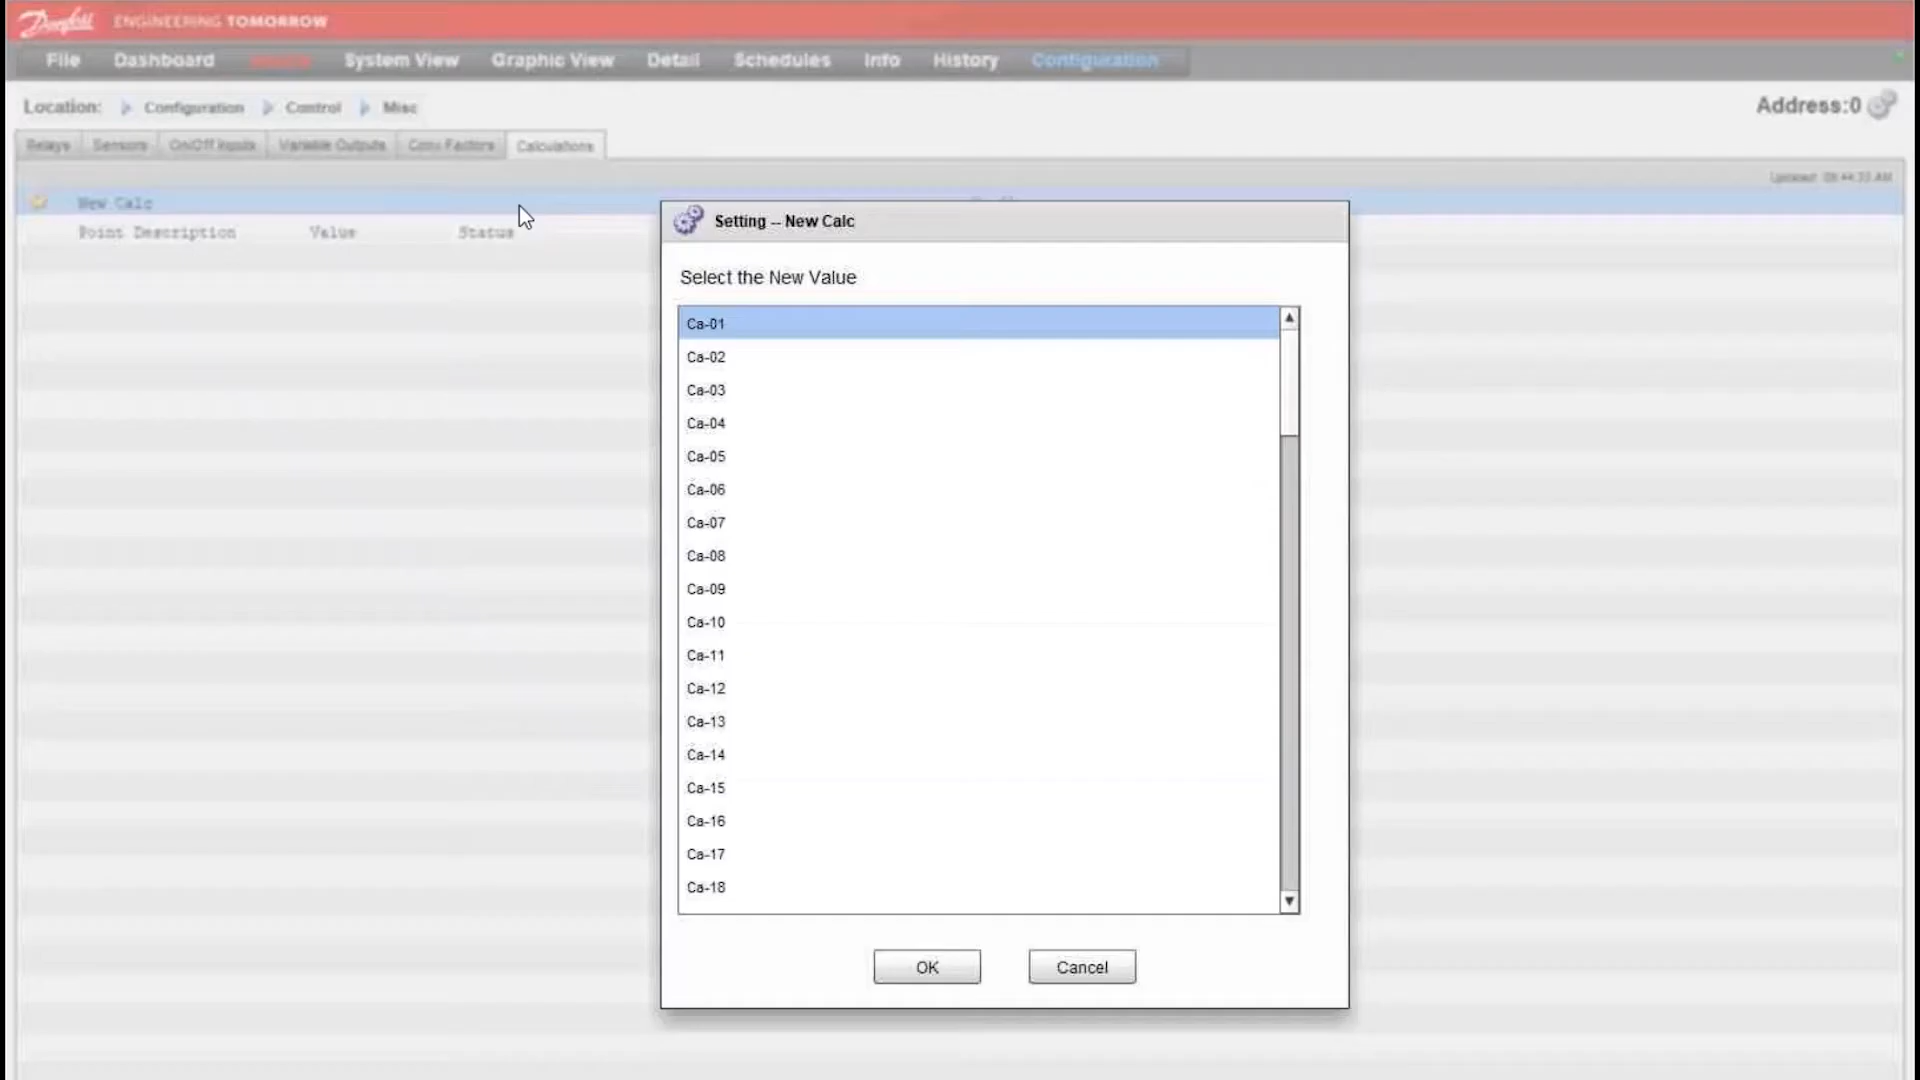 Danfoss ENGINEERING TOMORROW
File Dashboard System View Graphic View Detail Schedules Info History Configuration
Location: Configuration Control Misc Address:0
Relays Sensors On/Off Inputs Variable Outputs Conv Factors Calculations
New Calc
Point Description Value Status
Setting -- New Calc
Select the New Value
Ca-01
Ca-02
Ca-03
Ca-04
Ca-05
Ca-06
Ca-07
Ca-08
Ca-09
Ca-10
Ca-11
Ca-12
Ca-13
Ca-14
Ca-15
Ca-16
Ca-17
Ca-18
OK Cancel